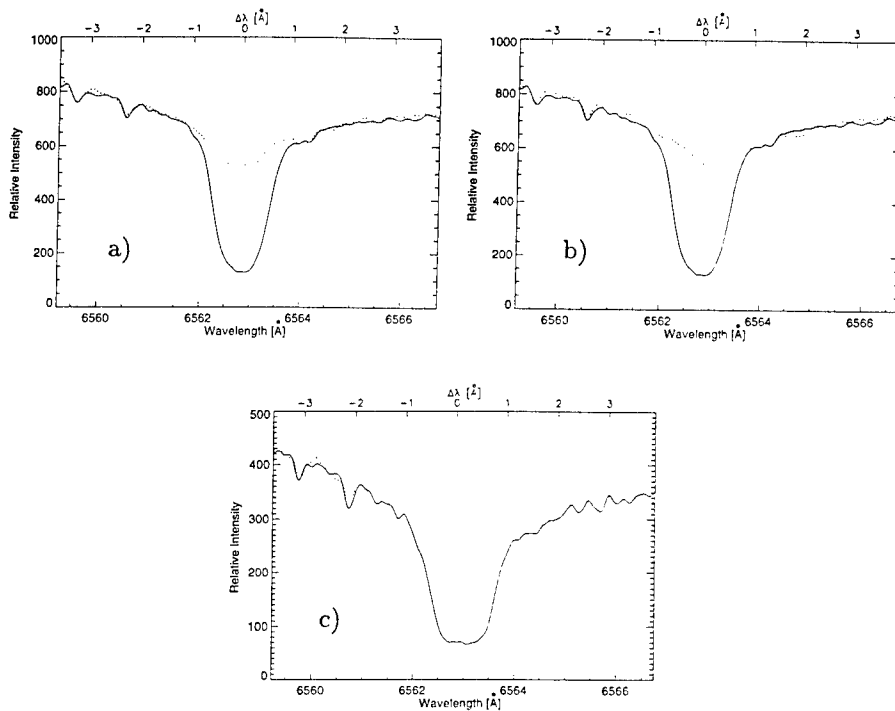 Δλ [Å]
-3 -2 -1 0 1 2 3
1000
800
600
400
200
0
Relative Intensity
a)
6560 6562 6564 6566
Wavelength [Å]
Δλ [Å]
-3 -2 -1 0 1 2 3
1000
800
600
400
200
0
Relative Intensity
b)
6560 6562 6564 6566
Wavelength [Å]
Δλ [Å]
-3 -2 -1 0 1 2 3
500
400
300
200
100
0
Relative Intensity
c)
6560 6562 6564 6566
Wavelength [Å]